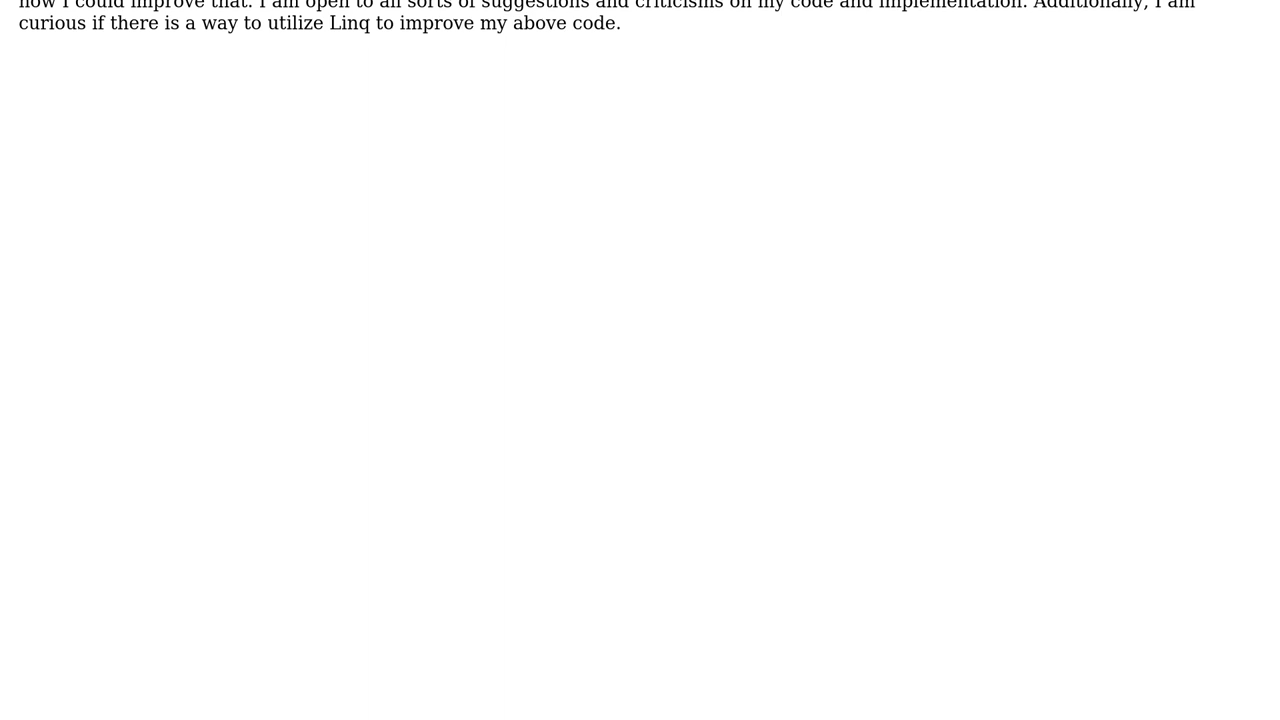 how I could improve that. I am open to all sorts of suggestions and criticisms on my code and implementation. Additionally, I am
curious if there is a way to utilize Linq to improve my above code.